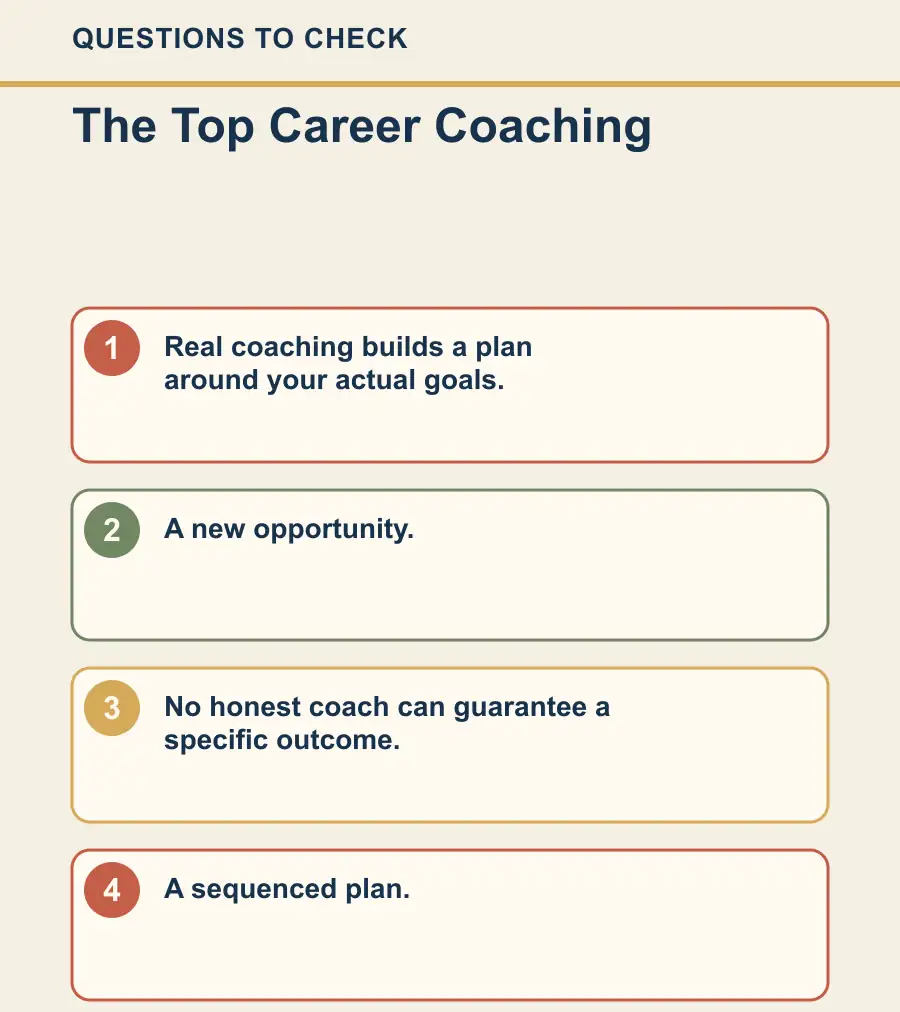 QUESTIONS TO CHECK
The Top Career Coaching
1
Real coaching builds a plan
around your actual goals.
2
A new opportunity.
3
No honest coach can guarantee a
specific outcome.
4
A sequenced plan.